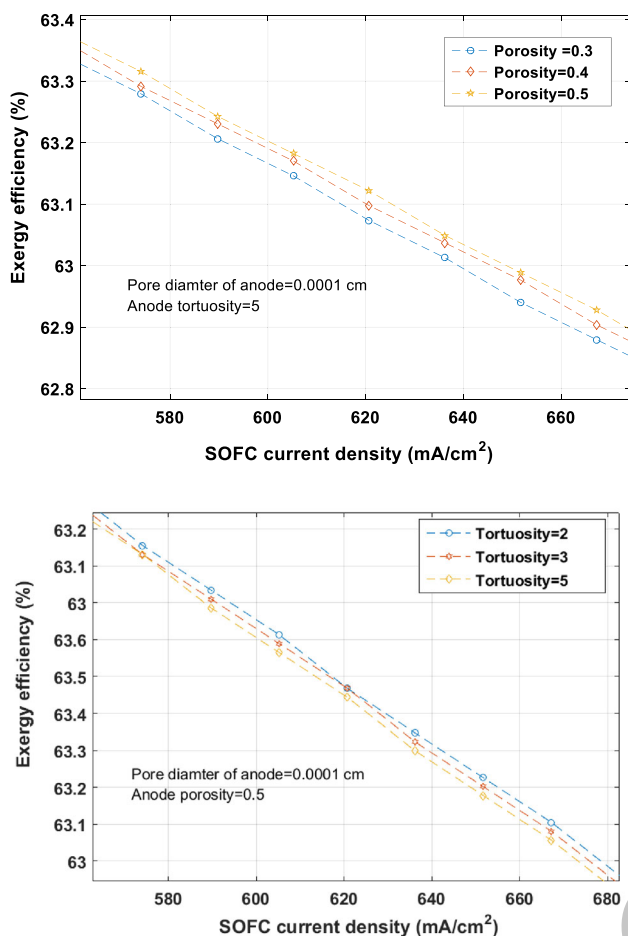 63.4
63.3
63.2
63.1
63
62.9
62.8
Exergy efficiency (%)
Porosity =0.3
Porosity=0.4
Porosity=0.5
Pore diamter of anode=0.0001 cm
Anode tortuosity=5
580 600 620 640 660
SOFC current density (mA/cm²)
63.2
63.1
63
63.6
63.5
63.4
63.3
63.2
63.1
63
Exergy efficiency (%)
Tortuosity=2
Tortuosity=3
Tortuosity=5
Pore diamter of anode=0.0001 cm
Anode porosity=0.5
580 600 620 640 660 680
SOFC current density (mA/cm²)